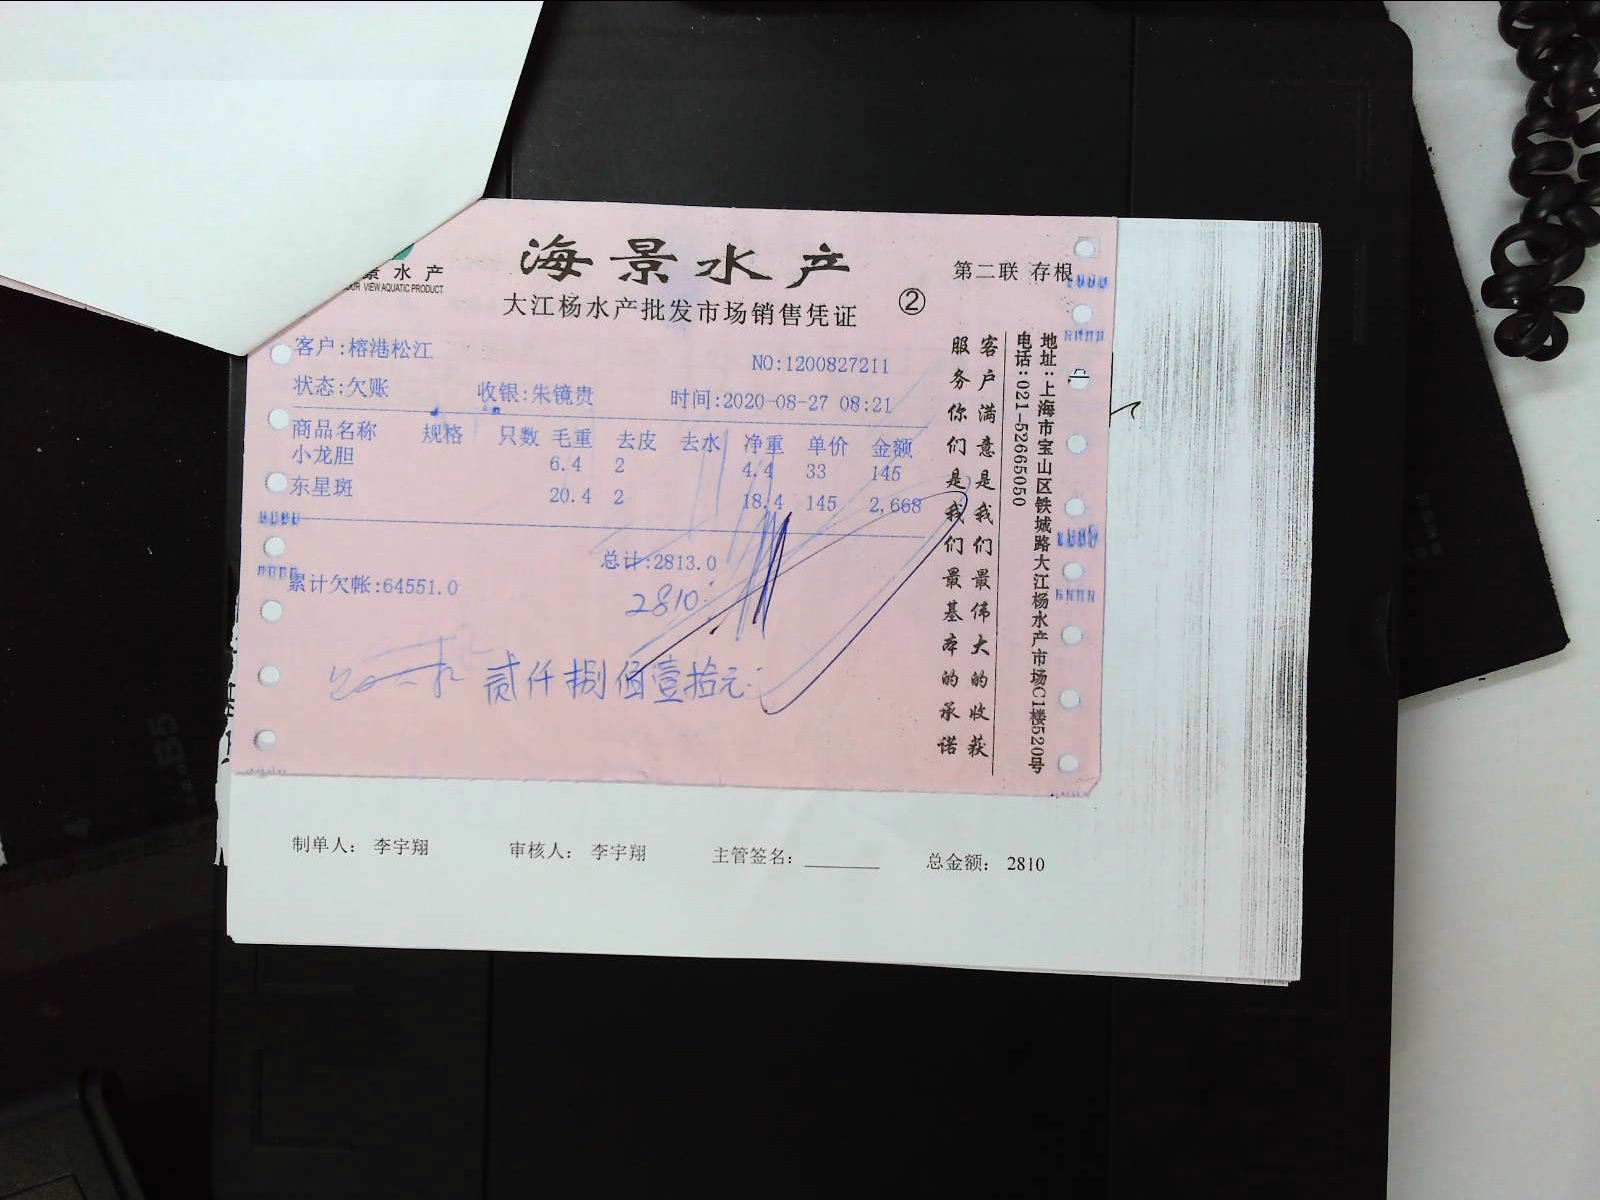 海景水产
景水产
OUR VIEW AQUATIC PRODUCT
大江杨水产批发市场销售凭证
②
第二联 存根
客户:榕港松江
NO:1200827211
状态:欠账 收银:朱镜贵 时间:2020-08-27 08:21
商品名称 规格 只数 毛重 去皮 去水 净重 单价 金额
小龙胆 6.4 2 4.4 33 145
东星斑 20.4 2 18.4 145 2,668
总计:2813.0
累计欠帐:64551.0
2810
贰仟捌佰壹拾元
客户满意是我们最伟大的收获
服务你们是我们最基本的承诺
地址:上海市宝山区铁城路大江杨水产市场C1楼520号
电话:021-52665050
制单人: 李宇翔 审核人: 李宇翔 主管签名: 总金额: 2810
B5